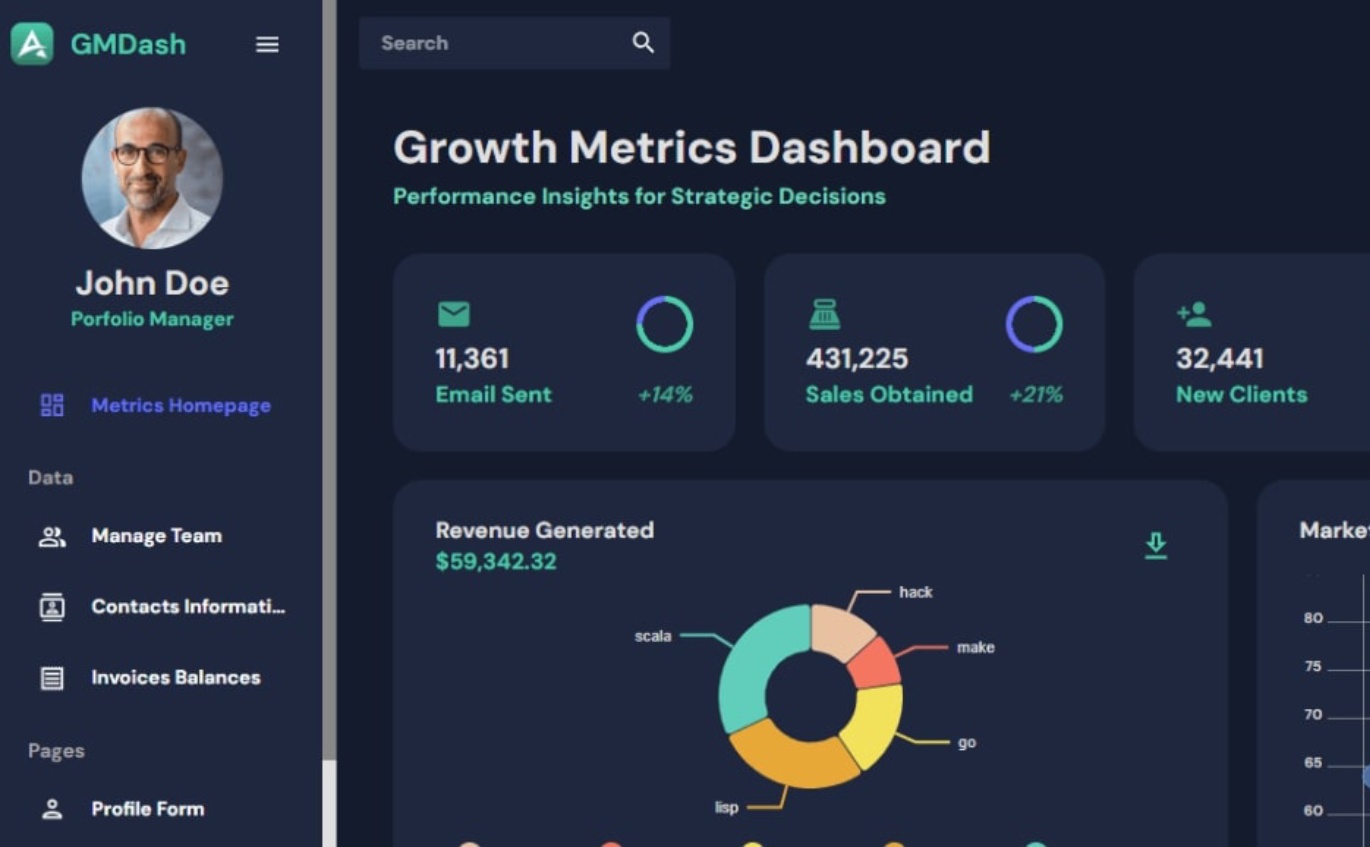 GMDash
Search
John Doe
Porfolio Manager
Metrics Homepage
Data
Manage Team
Contacts Informati...
Invoices Balances
Pages
Profile Form
Growth Metrics Dashboard
Performance Insights for Strategic Decisions
11,361
Email Sent
+14%
431,225
Sales Obtained
+21%
32,441
New Clients
Revenue Generated
$59,342.32
hack
scala
make
go
lisp
Marke
80
75
70
65
60